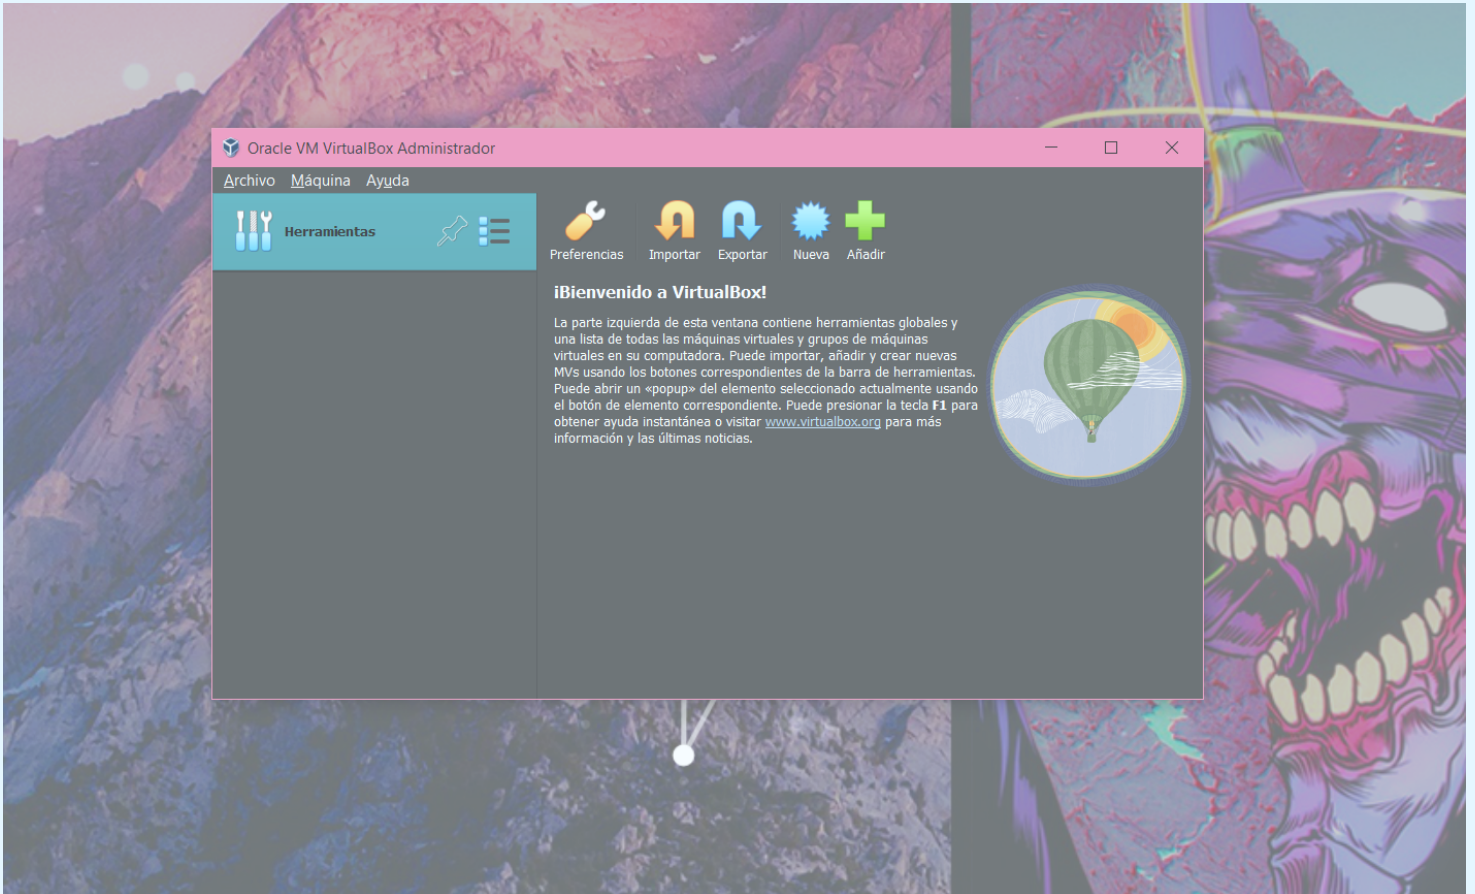 Oracle VM VirtualBox Administrador
Archivo Máquina Ayuda
Herramientas
Preferencias Importar Exportar Nueva Añadir
¡Bienvenido a VirtualBox!
La parte izquierda de esta ventana contiene herramientas globales y
una lista de todas las máquinas virtuales y grupos de máquinas
virtuales en su computadora. Puede importar, añadir y crear nuevas
MVs usando los botones correspondientes de la barra de herramientas.
Puede abrir un «popup» del elemento seleccionado actualmente usando
el botón de elemento correspondiente. Puede presionar la tecla F1 para
obtener ayuda instantánea o visitar www.virtualbox.org para más
información y las últimas noticias.